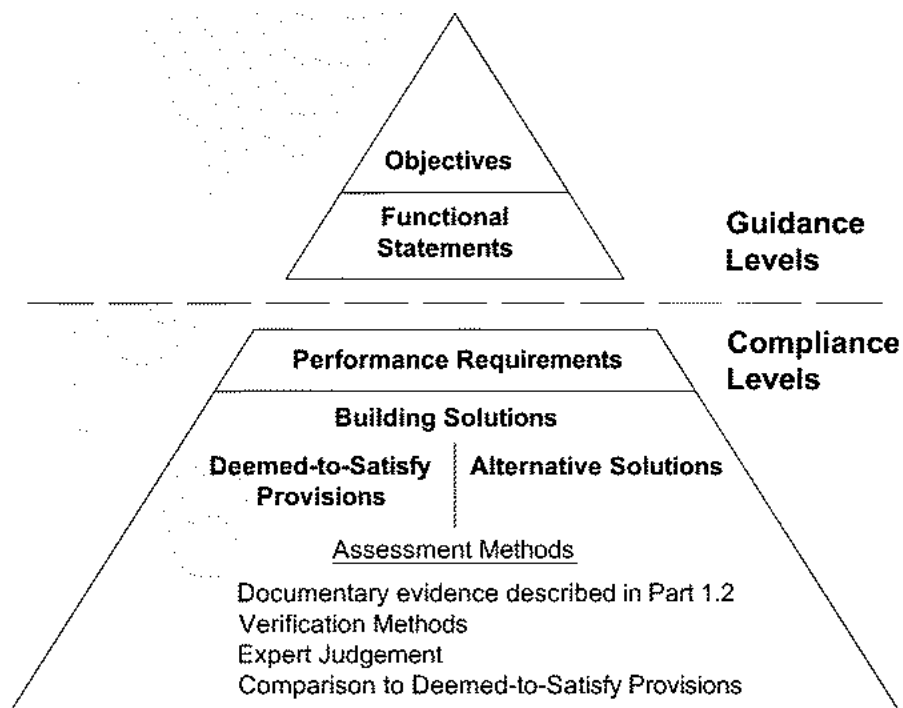 Objectives
Functional
Statements
Guidance
Levels
Compliance
Levels
Performance Requirements
Building Solutions
Deemed-to-Satisfy
Provisions
Alternative Solutions
Assessment Methods
Documentary evidence described in Part 1.2
Verification Methods
Expert Judgement
Comparison to Deemed-to-Satisfy Provisions